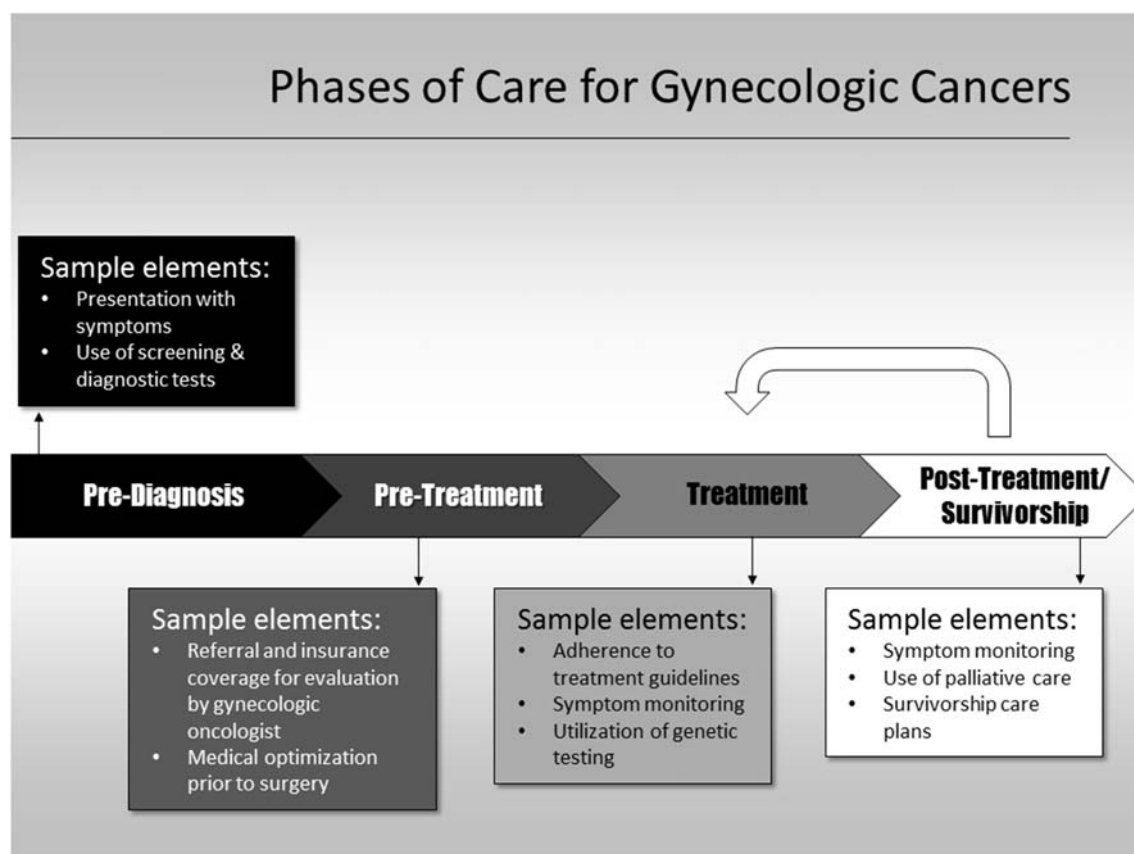 Phases of Care for Gynecologic Cancers
Sample elements:
• Presentation with
symptoms
• Use of screening &
diagnostic tests
Pre-Diagnosis
Pre-Treatment
Treatment
Post-Treatment/
Survivorship
Sample elements:
• Referral and insurance
coverage for evaluation
by gynecologic
oncologist
• Medical optimization
prior to surgery
Sample elements:
• Adherence to
treatment guidelines
• Symptom monitoring
• Utilization of genetic
testing
Sample elements:
• Symptom monitoring
• Use of palliative care
• Survivorship care
plans